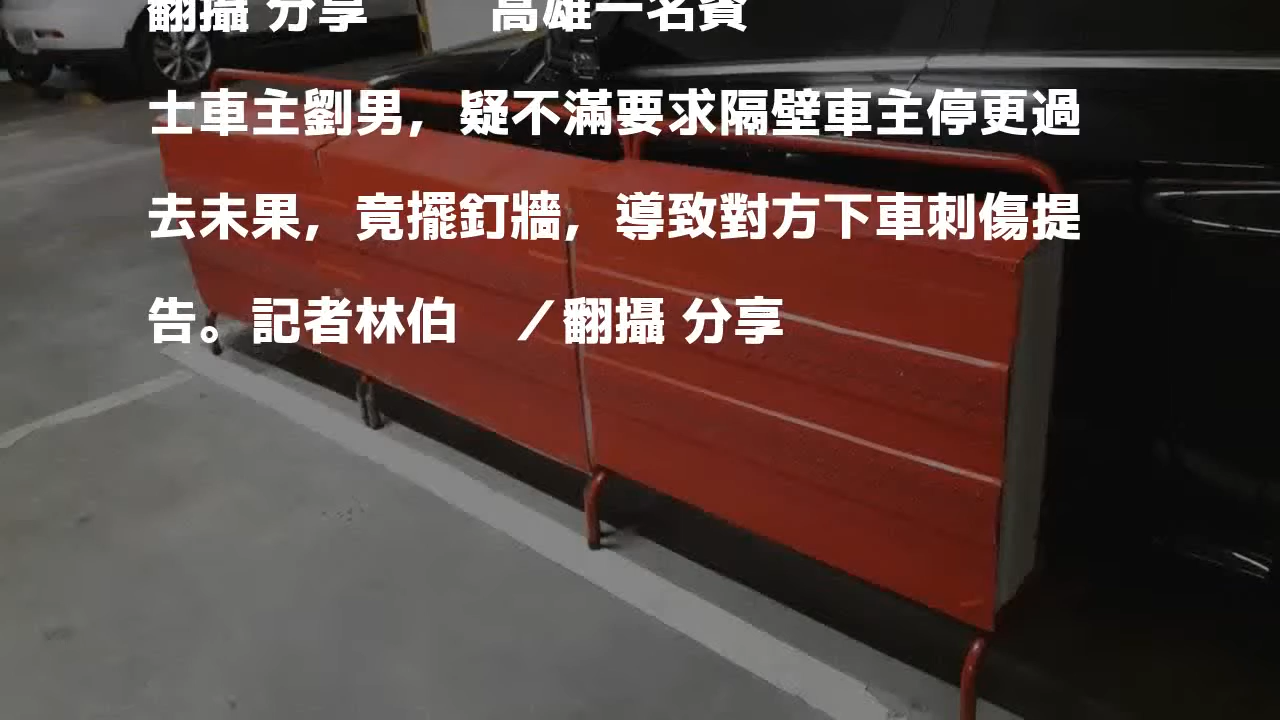 翻攝 分享 高雄一名賓
士車主劉男，疑不滿要求隔壁車主停更過
去未果，竟擺釘牆，導致對方下車刺傷提
告。記者林伯 ／翻攝 分享